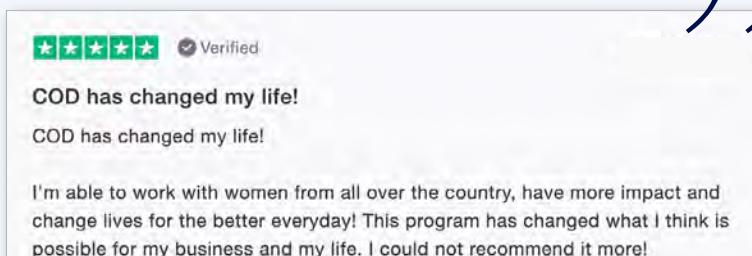 Verified
COD has changed my life!
COD has changed my life!
I'm able to work with women from all over the country, have more impact and
change lives for the better everyday! This program has changed what I think is
possible for my business and my life. I could not recommend it more!